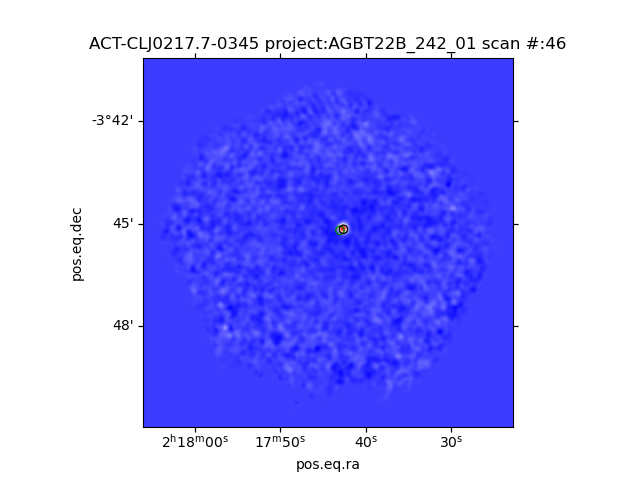 ACT-CLJ0217.7-0345 project:AGBT22B_242_01 scan #:46
-3°42'
45'
48'
pos.eq.dec
2ʰ18ᵐ00ˢ 17ᵐ50ˢ 40ˢ 30ˢ
pos.eq.ra